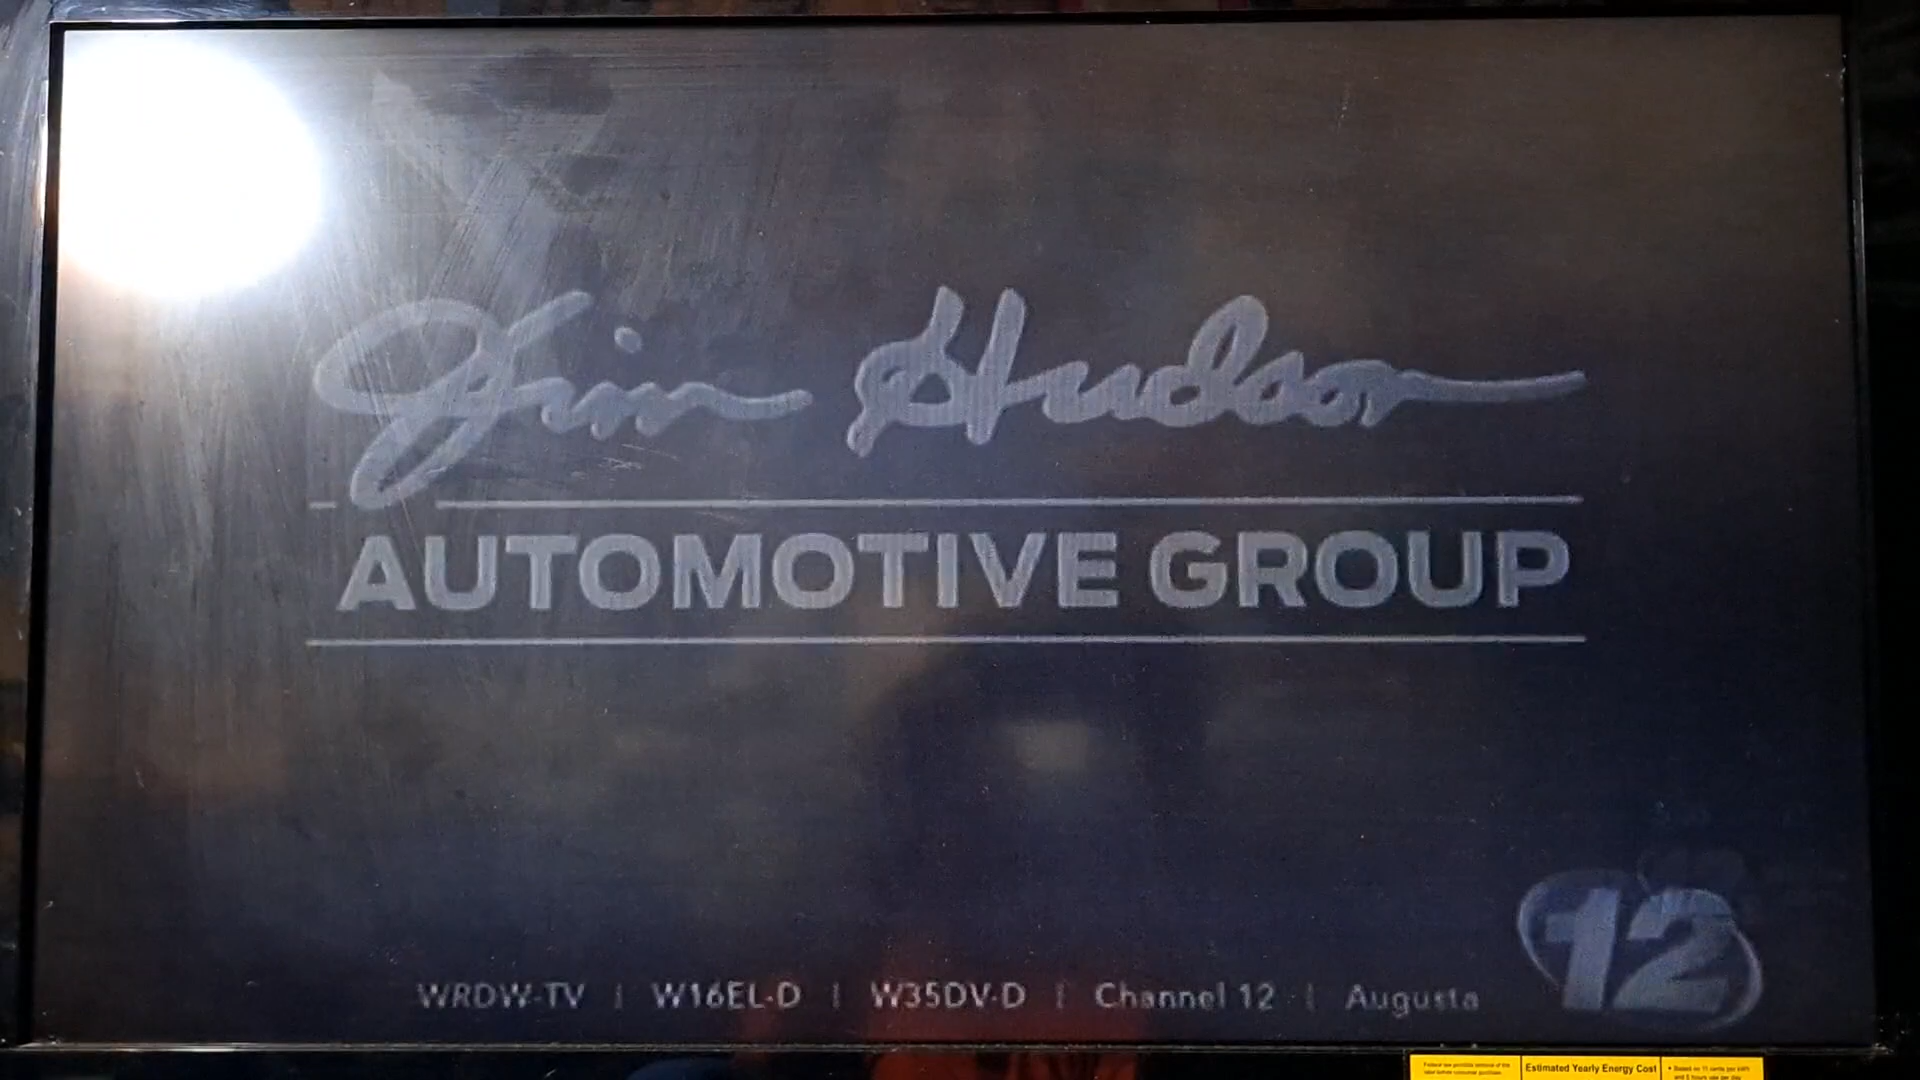 Jim Hudson
AUTOMOTIVE GROUP
12
WRDW-TV | W16EL-D | W35DV-D | Channel 12 | Augusta
Estimated Yearly Energy Cost